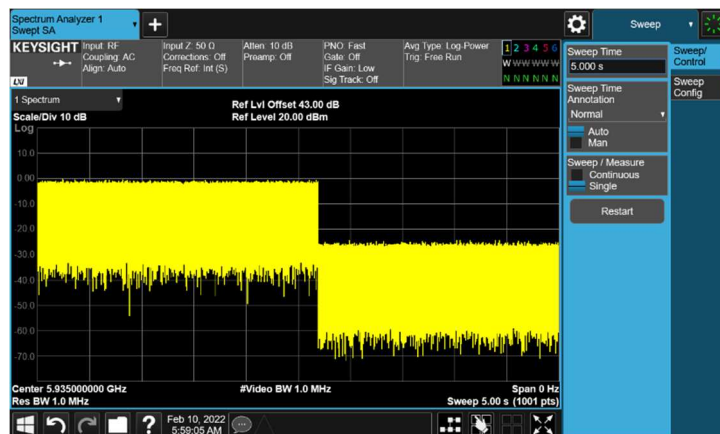 Spectrum Analyzer 1
Swept SA
+
Sweep
KEYSIGHT
LXI
Input: RF
Coupling: AC
Align: Auto
Input Z: 50 Ω
Corrections: Off
Freq Ref: Int (S)
Atten: 10 dB
Preamp: Off
PNO: Fast
Gate: Off
IF Gain: Low
Sig Track: Off
Avg Type: Log-Power
Trig: Free Run
1 2 3 4 5 6
W W W W W W
N N N N N N
1 Spectrum
Scale/Div 10 dB
Ref Lvl Offset 43.00 dB
Ref Level 20.00 dBm
Log
10.0
0.00
-10.0
-20.0
-30.0
-40.0
-50.0
-60.0
-70.0
Center 5.935000000 GHz
Res BW 1.0 MHz
#Video BW 1.0 MHz
Span 0 Hz
Sweep 5.00 s (1001 pts)
Sweep Time
5.000 s
Sweep Time
Annotation
Normal
Auto
Man
Sweep / Measure
Continuous
Single
Restart
Sweep/
Control
Sweep
Config
?
Feb 10, 2022
5:59:05 AM